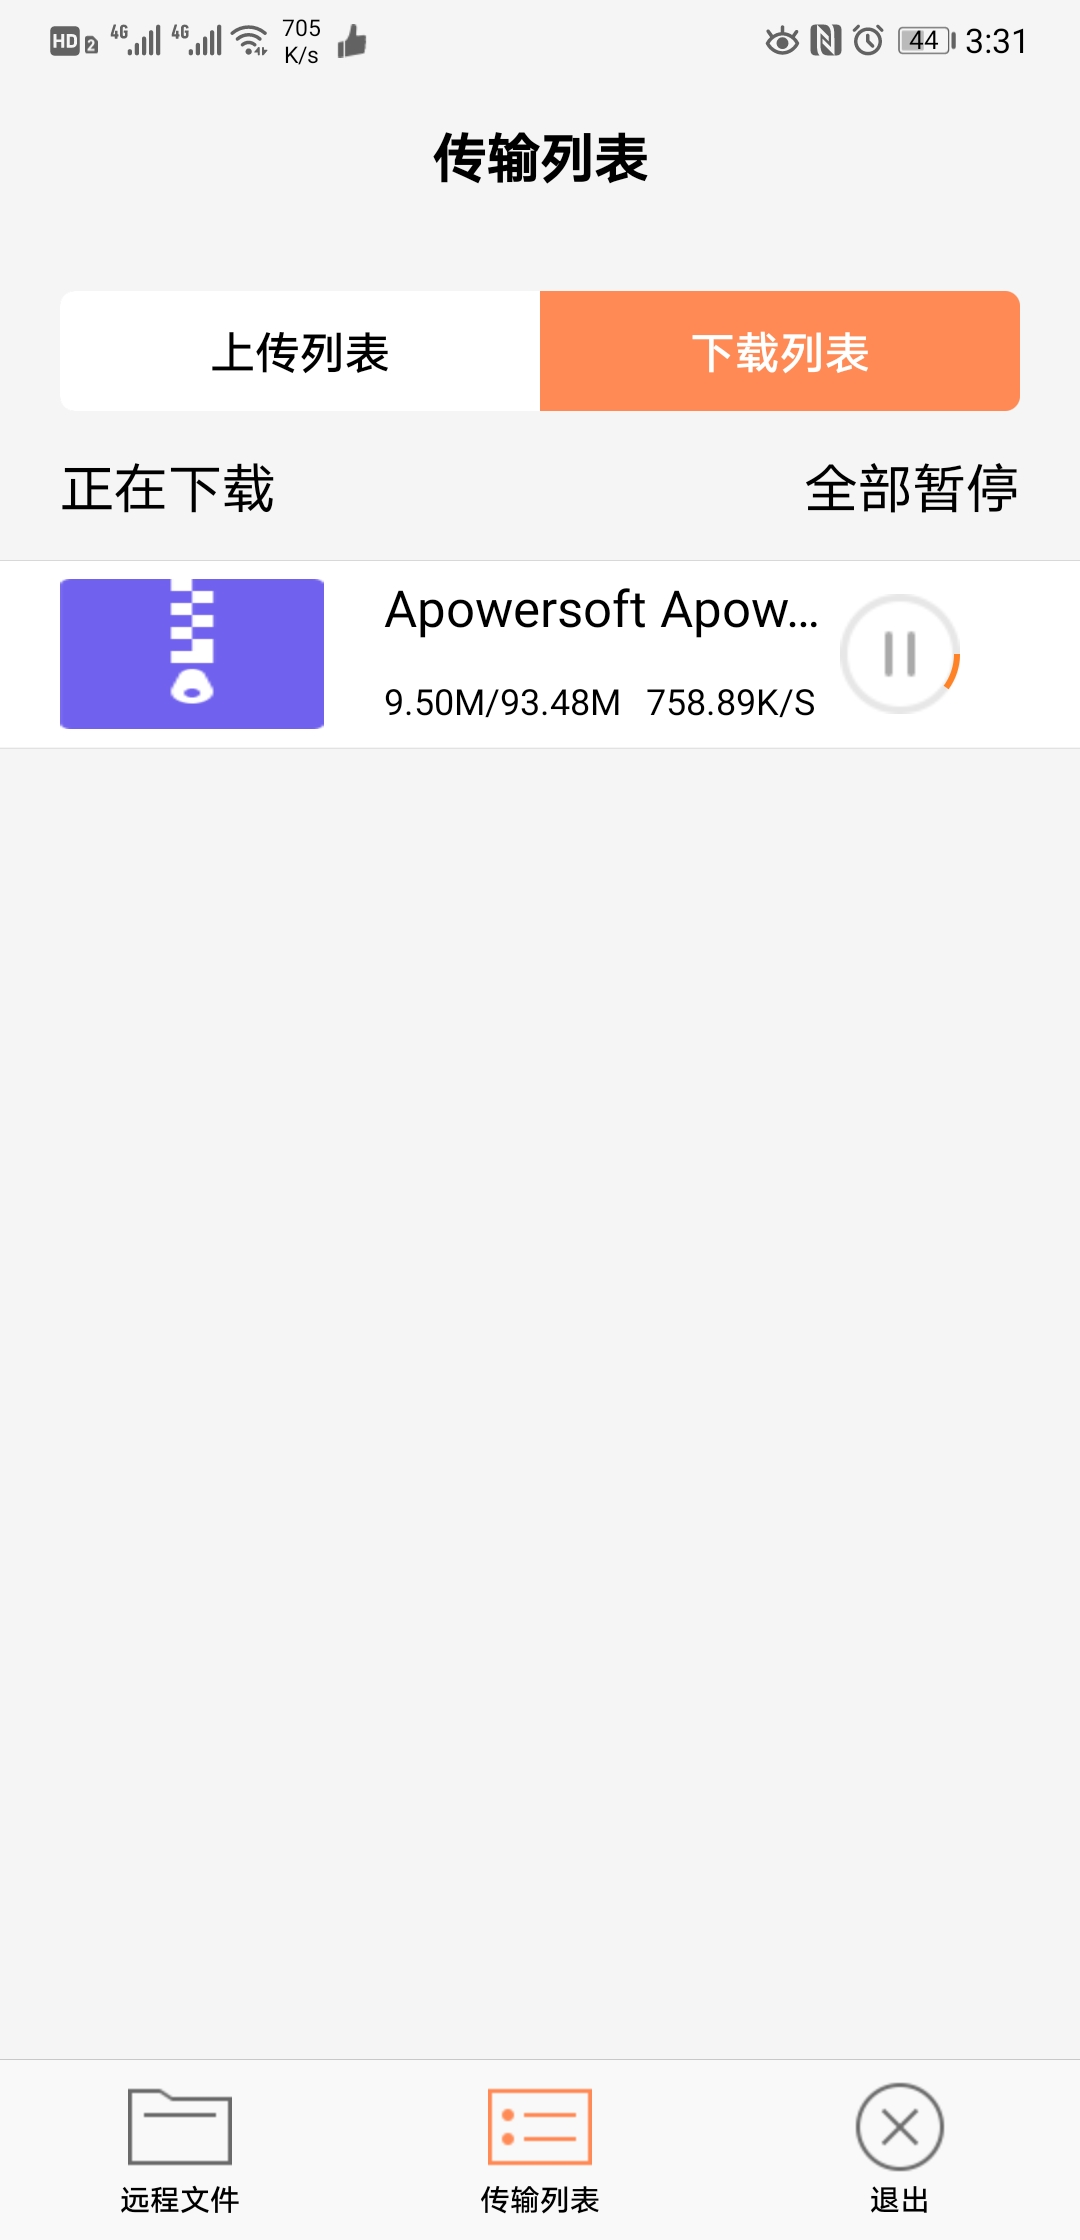 HD 2 4G 4G 705 K/s 44 3:31
传输列表
上传列表 下载列表
正在下载 全部暂停
Apowersoft Apow...
9.50M/93.48M 758.89K/S
远程文件 传输列表 退出